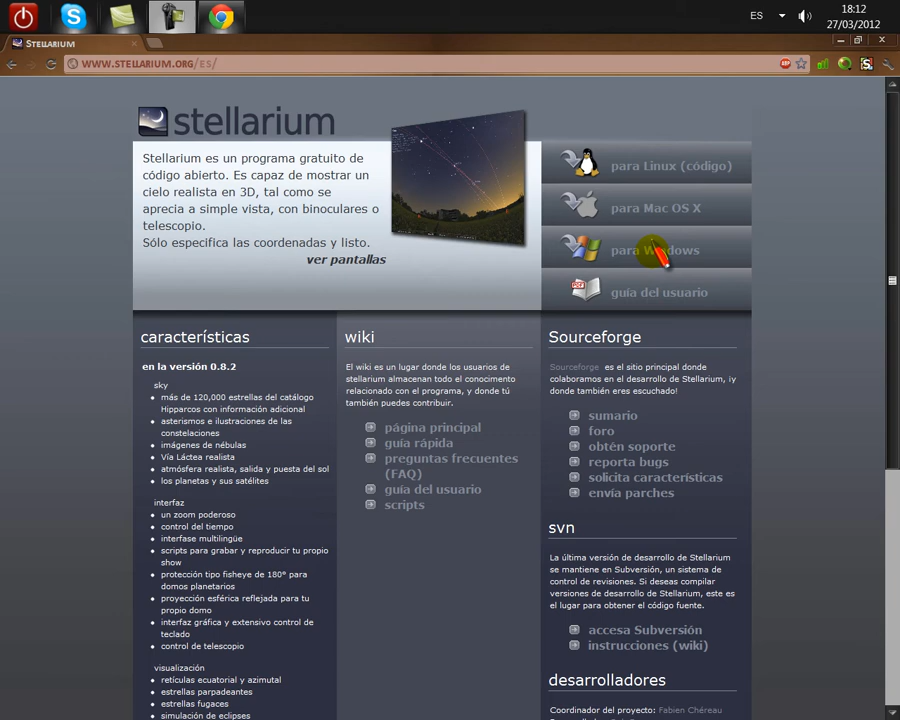 ES
18:12
27/03/2012
STELLARIUM
WWW.STELLARIUM.ORG/ES/
stellarium
Stellarium es un programa gratuito de
código abierto. Es capaz de mostrar un
cielo realista en 3D, tal como se
aprecia a simple vista, con binoculares o
telescopio.
Sólo especifica las coordenadas y listo.
ver pantallas
para Linux (código)
para Mac OS X
para Windows
guía del usuario
características
en la versión 0.8.2
sky
más de 120,000 estrellas del catálogo
Hipparcos con información adicional
asterismos e ilustraciones de las
constelaciones
imágenes de nébulas
Vía Láctea realista
atmósfera realista, salida y puesta del sol
los planetas y sus satélites
interfaz
un zoom poderoso
control del tiempo
interfase multilingüe
scripts para grabar y reproducir tu propio
show
protección tipo fisheye de 180° para
domos planetarios
proyección esférica reflejada para tu
propio domo
interfaz gráfica y extensivo control de
teclado
control de telescopio
visualización
retículas ecuatorial y azimutal
estrellas parpadeantes
estrellas fugaces
simulación de eclipses
wiki
El wiki es un lugar donde los usuarios de
stellarium almacenan todo el conocimento
relacionado con el programa, y donde tú
también puedes contribuir.
página principal
guía rápida
preguntas frecuentes
(FAQ)
guía del usuario
scripts
Sourceforge
Sourceforge es el sitio principal donde
colaboramos en el desarrollo de Stellarium, ¡y
donde también eres escuchado!
sumario
foro
obtén soporte
reporta bugs
solicita características
envía parches
svn
La última versión de desarrollo de Stellarium
se mantiene en Subversión, un sistema de
control de revisiones. Si deseas compilar
versiones de desarrollo de Stellarium, este es
el lugar para obtener el código fuente.
accesa Subversión
instrucciones (wiki)
desarrolladores
Coordinador del proyecto: Fabien Chéreau